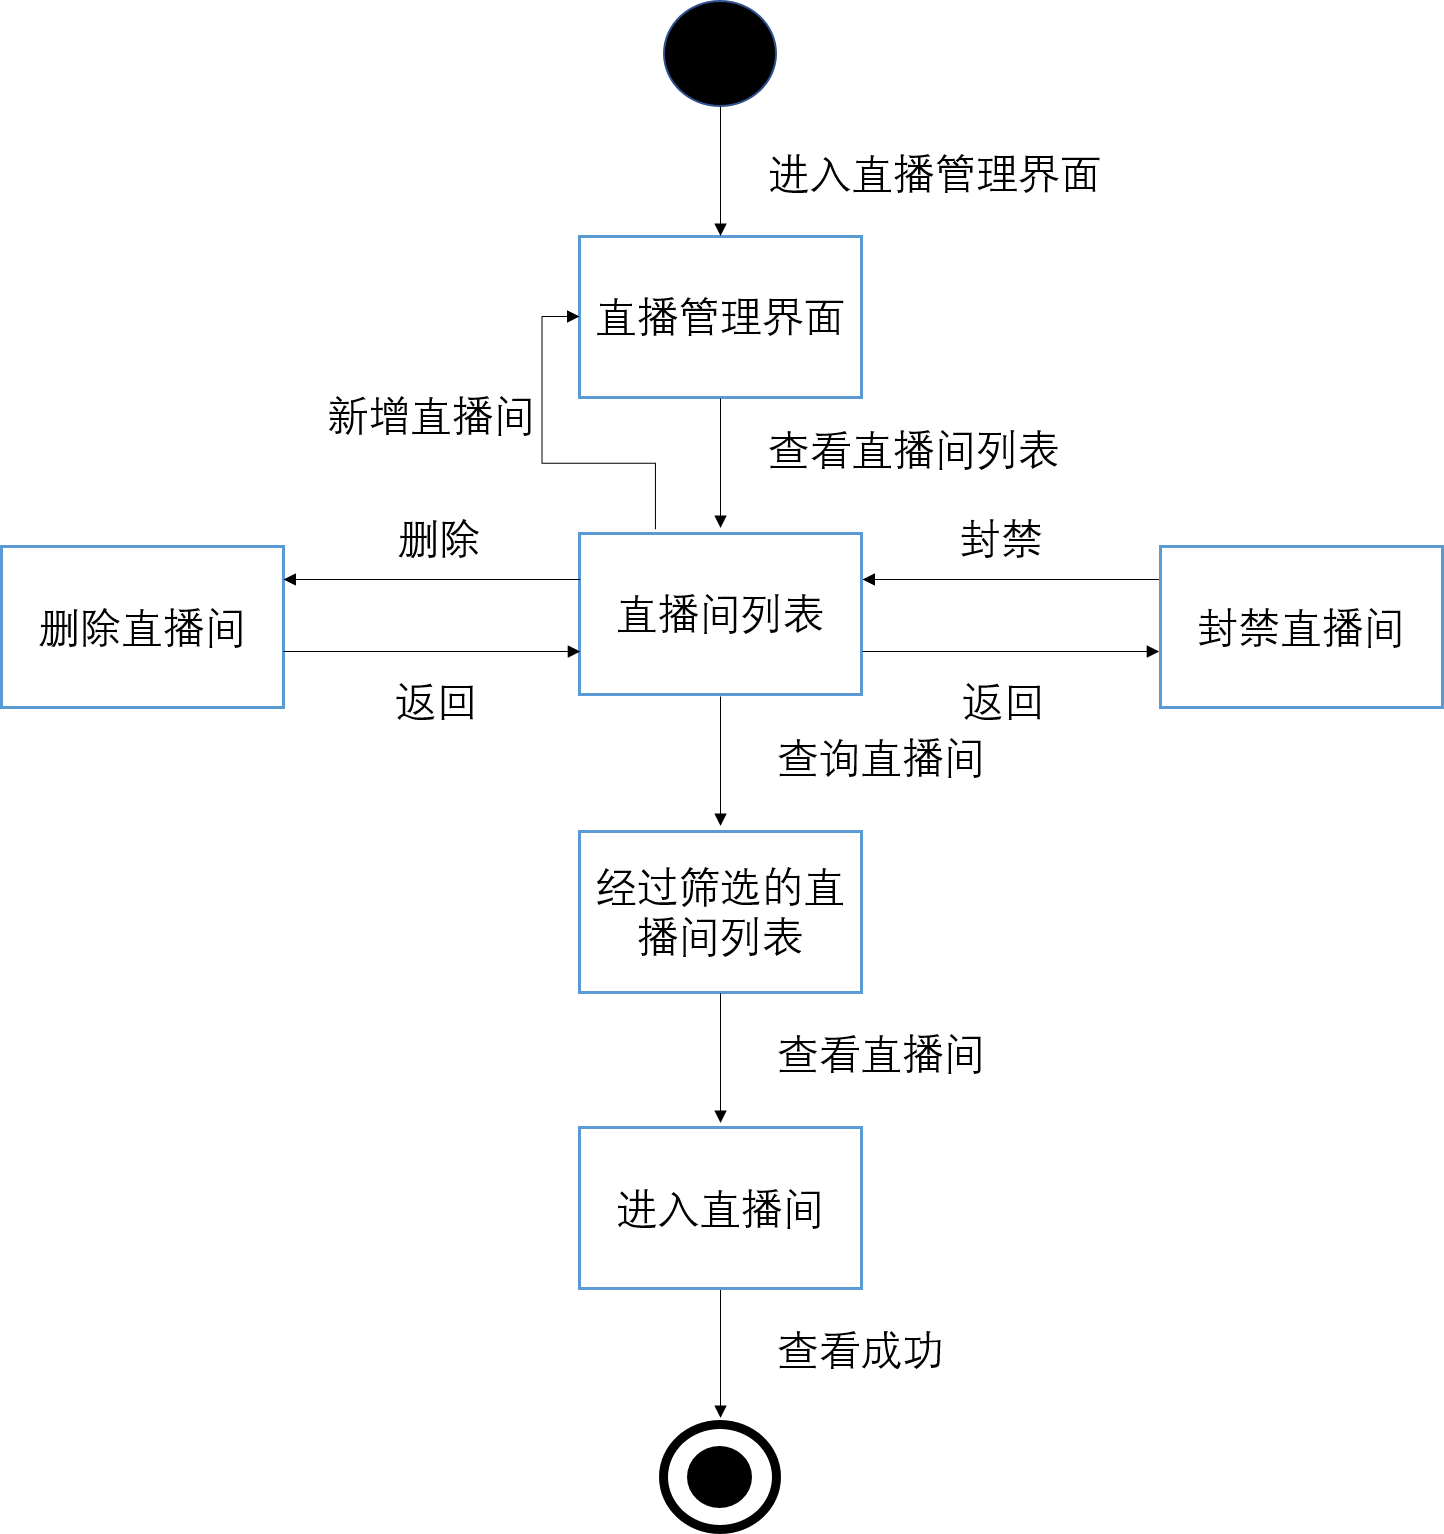 进入直播管理界面
直播管理界面
新增直播间
查看直播间列表
删除
封禁
删除直播间
直播间列表
封禁直播间
返回
返回
查询直播间
经过筛选的直
播间列表
查看直播间
进入直播间
查看成功